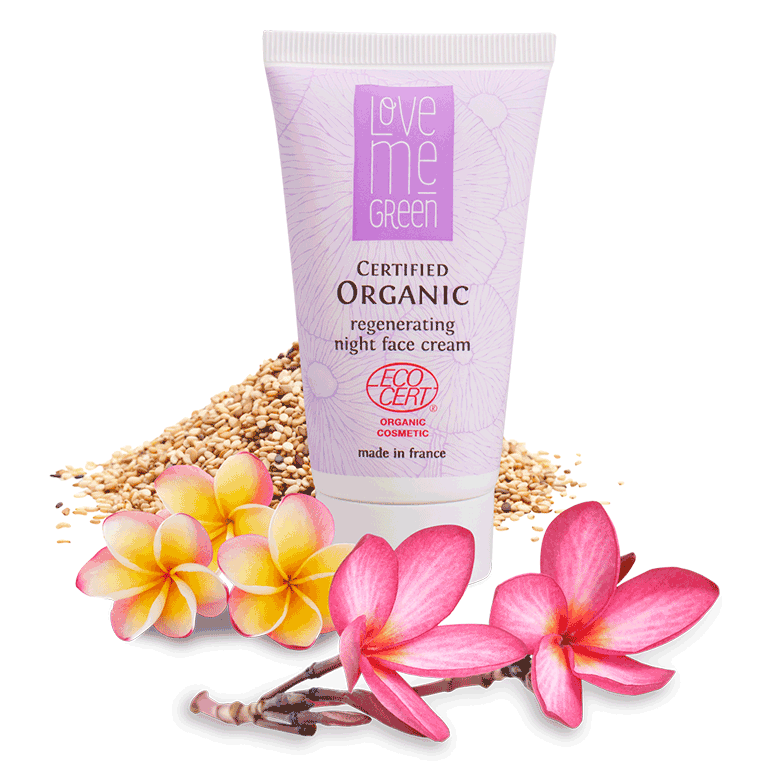 LOVE
ME
GREEN
CERTIFIED
ORGANIC
regenerating
night face cream
ECO
CERT®
ORGANIC
COSMETIC
made in france